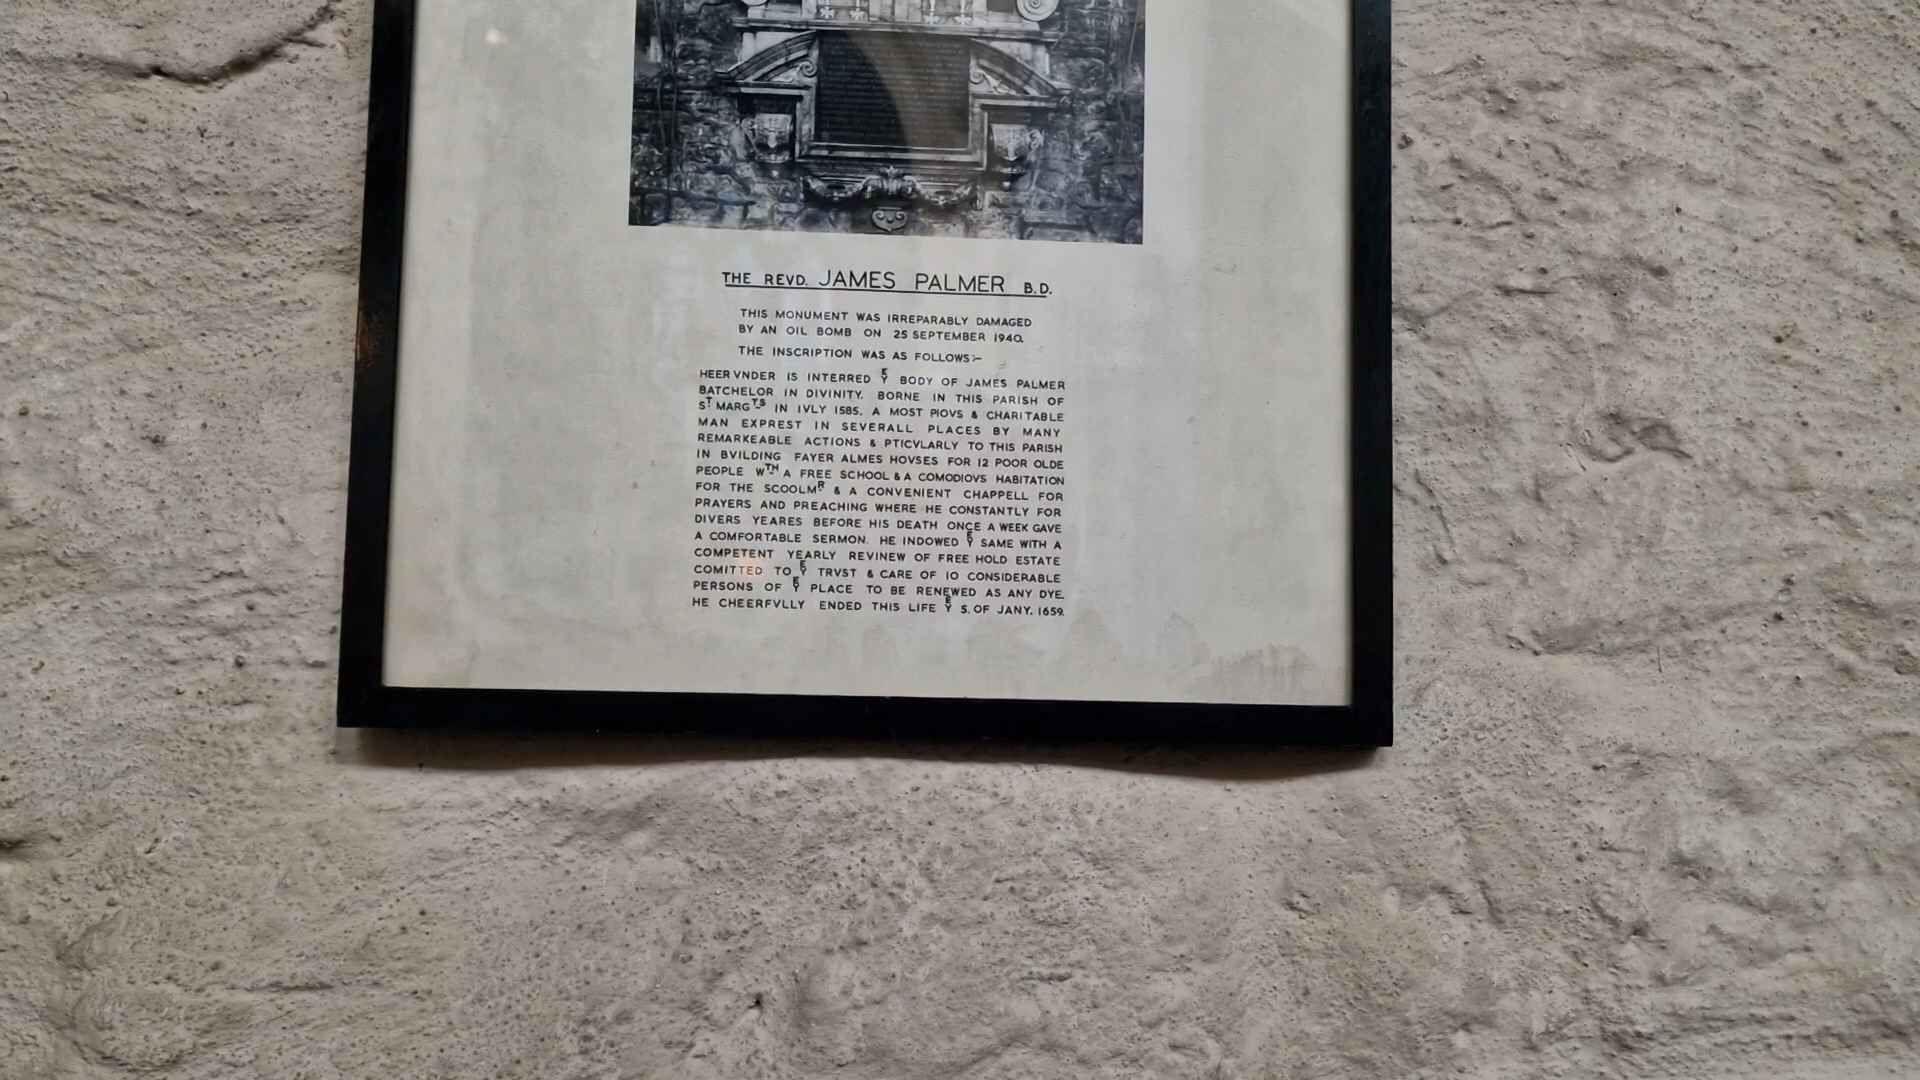 THE REVD. JAMES PALMER B.D.
THIS MONUMENT WAS IRREPARABLY DAMAGED
BY AN OIL BOMB ON 25 SEPTEMBER 1940.
THE INSCRIPTION WAS AS FOLLOWS:-
HEER VNDER IS INTERRED Yᴱ BODY OF JAMES PALMER
BATCHELOR IN DIVINITY. BORNE IN THIS PARISH OF
Sᵀ MARGᵀˢ IN IVLY 1585. A MOST PIOVS & CHARITABLE
MAN EXPREST IN SEVERALL PLACES BY MANY
REMARKEABLE ACTIONS & PTICVLARLY TO THIS PARISH
IN BVILDING FAYER ALMES HOVSES FOR 12 POOR OLDE
PEOPLE Wᵀᴴ A FREE SCHOOL & A COMODIOVS HABITATION
FOR THE SCOOLMᴿ & A CONVENIENT CHAPPELL FOR
PRAYERS AND PREACHING WHERE HE CONSTANTLY FOR
DIVERS YEARES BEFORE HIS DEATH ONCE A WEEK GAVE
A COMFORTABLE SERMON. HE INDOWED Yᴱ SAME WITH A
COMPETENT YEARLY REVINEW OF FREE HOLD ESTATE
COMITTED TO Yᴱ TRVST & CARE OF 10 CONSIDERABLE
PERSONS OF Yᴱ PLACE TO BE RENEWED AS ANY DYE.
HE CHEERFVLLY ENDED THIS LIFE Yᴱ 5. OF JANY. 1659.